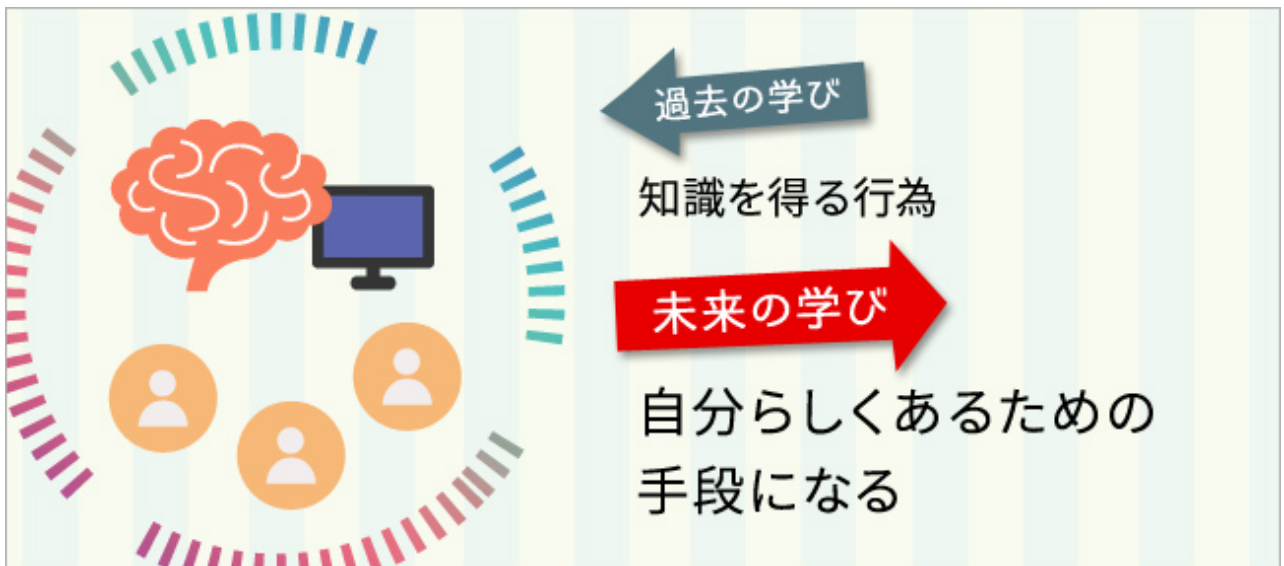 過去の学び
知識を得る行為
未来の学び
自分らしくあるための
手段になる